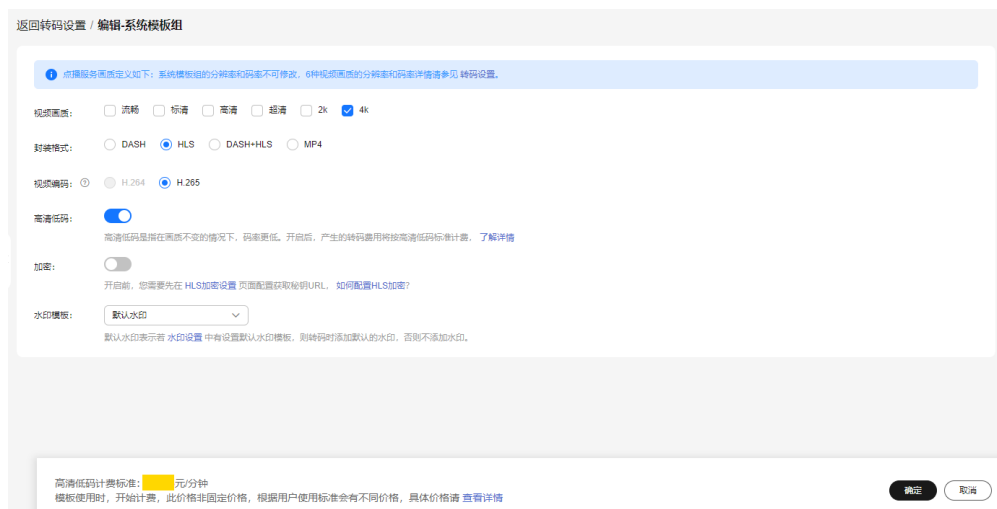 返回转码设置 / 编辑-系统模板组
点播服务画质定义如下：系统模板组的分辨率和码率不可修改，6种视频画质的分辨率和码率详情请参见 转码设置。
视频画质： 流畅 标清 高清 超清 2k 4k
封装格式： DASH HLS DASH+HLS MP4
视频编码： H.264 H.265
高清低码：
高清低码是指在画质不变的情况下，码率更低。开启后，产生的转码费用将按高清低码标准计费， 了解详情
加密：
开启前，您需要先在 HLS加密设置 页面配置获取秘钥URL， 如何配置HLS加密?
水印模板： 默认水印
默认水印表示若 水印设置 中有设置默认水印模板，则转码时添加默认的水印，否则不添加水印。
高清低码计费标准： 元/分钟
模板使用时，开始计费，此价格非固定价格，根据用户使用标准会有不同价格，具体价格请 查看详情
确定 取消